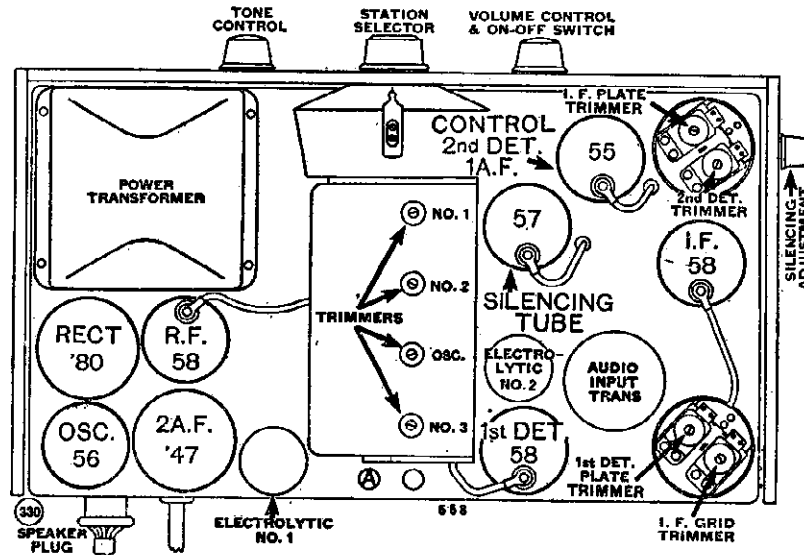 TONE
CONTROL
STATION
SELECTOR
VOLUME CONTROL
& ON-OFF SWITCH
I. F. PLATE
TRIMMER
CONTROL
2nd DET.
1A.F.
55
2nd DET.
TRIMMER
POWER
TRANSFORMER
NO. 1
57
I.F.
58
SILENCING
ADJUSTMENT
NO. 2
SILENCING
TUBE
TRIMMERS
RECT
'80
R.F.
58
OSC.
ELECTRO-
LYTIC
NO. 2
AUDIO
INPUT
TRANS
OSC.
56
2A.F.
'47
NO. 3
1st DET.
58
1st DET.
PLATE
TRIMMER
A
330
SPEAKER
PLUG
ELECTROLYTIC
NO. 1
558
I. F. GRID
TRIMMER